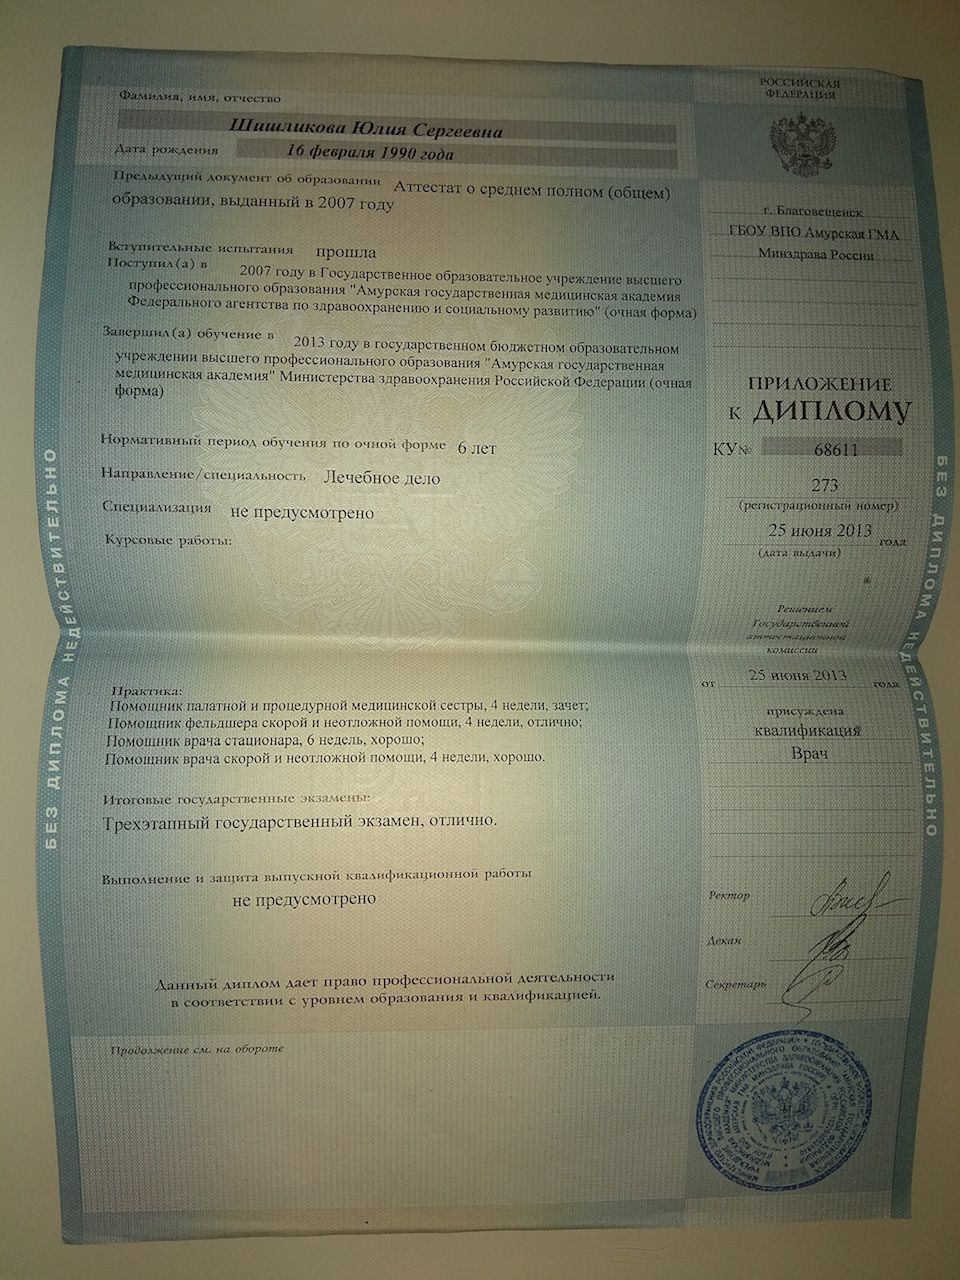 Фамилия, имя, отчество
Шишликова Юлия Сергеевна
Дата рождения 16 февраля 1990 года
Предыдущий документ об образовании Аттестат о среднем полном (общем)
образовании, выданный в 2007 году
Вступительные испытания прошла
Поступил(а) в 2007 году в Государственное образовательное учреждение высшего
профессионального образования "Амурская государственная медицинская академия
Федерального агентства по здравоохранению и социальному развитию" (очная форма)
Завершил(а) обучение в 2013 году в государственном бюджетном образовательном
учреждении высшего профессионального образования "Амурская государственная
медицинская академия" Министерства здравоохранения Российской Федерации (очная
форма)
Нормативный период обучения по очной форме 6 лет
Направление/специальность Лечебное дело
Специализация не предусмотрено
Курсовые работы:
Практика:
Помощник палатной и процедурной медицинской сестры, 4 недели, зачет;
Помощник фельдшера скорой и неотложной помощи, 4 недели, отлично;
Помощник врача стационара, 6 недель, хорошо;
Помощник врача скорой и неотложной помощи, 4 недели, хорошо.
Итоговые государственные экзамены:
Трехэтапный государственный экзамен, отлично.
Выполнение и защита выпускной квалификационной работы
не предусмотрено
Данный диплом дает право профессиональной деятельности
в соответствии с уровнем образования и квалификацией.
Продолжение см. на обороте
РОССИЙСКАЯ
ФЕДЕРАЦИЯ
г. Благовещенск
ГБОУ ВПО Амурская ГМА
Минздрава России
ПРИЛОЖЕНИЕ
к ДИПЛОМУ
КУ № 68611
273
(регистрационный номер)
25 июня 2013 года
(дата выдачи)
Решением
Государственной
аттестационной
комиссии
от 25 июня 2013 года
присуждена
квалификация
Врач
Ректор
Декан
Секретарь
БЕЗ ДИПЛОМА НЕДЕЙСТВИТЕЛЬНО
БЕЗ ДИПЛОМА НЕДЕЙСТВИТЕЛЬНО